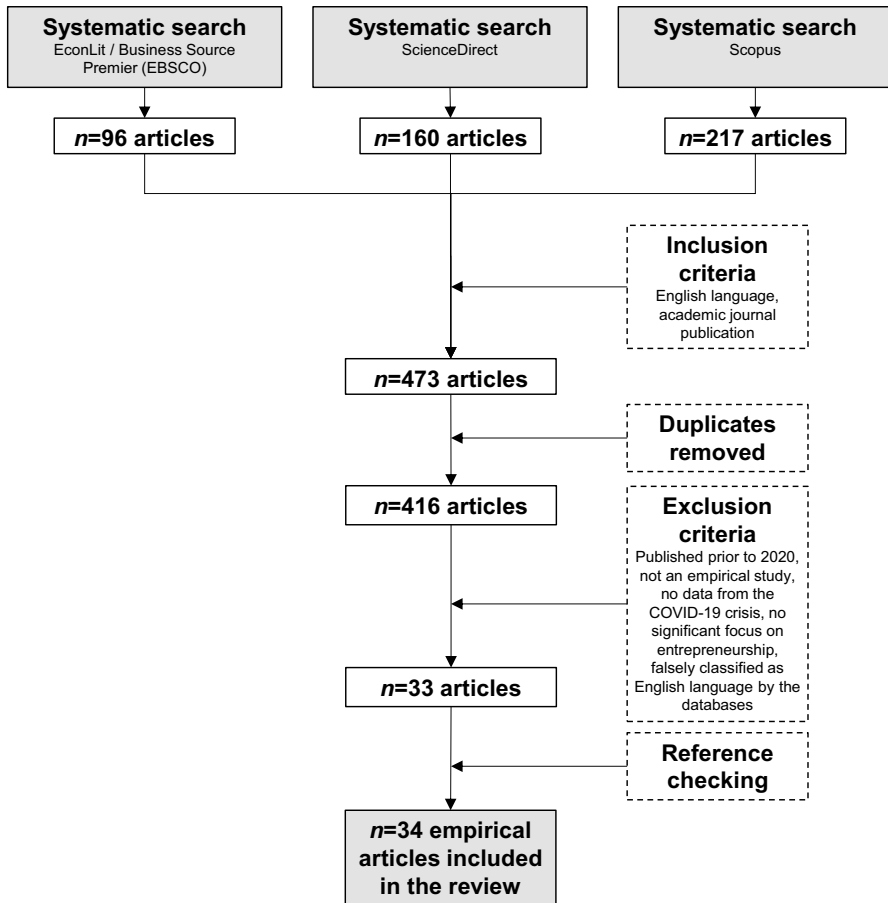 Systematic search
EconLit / Business Source
Premier (EBSCO)
Systematic search
ScienceDirect
Systematic search
Scopus
n=96 articles
n=160 articles
n=217 articles
Inclusion
criteria
English language,
academic journal
publication
n=473 articles
Duplicates
removed
n=416 articles
Exclusion
criteria
Published prior to 2020,
not an empirical study,
no data from the
COVID-19 crisis, no
significant focus on
entrepreneurship,
falsely classified as
English language by the
databases
n=33 articles
Reference
checking
n=34 empirical
articles included
in the review